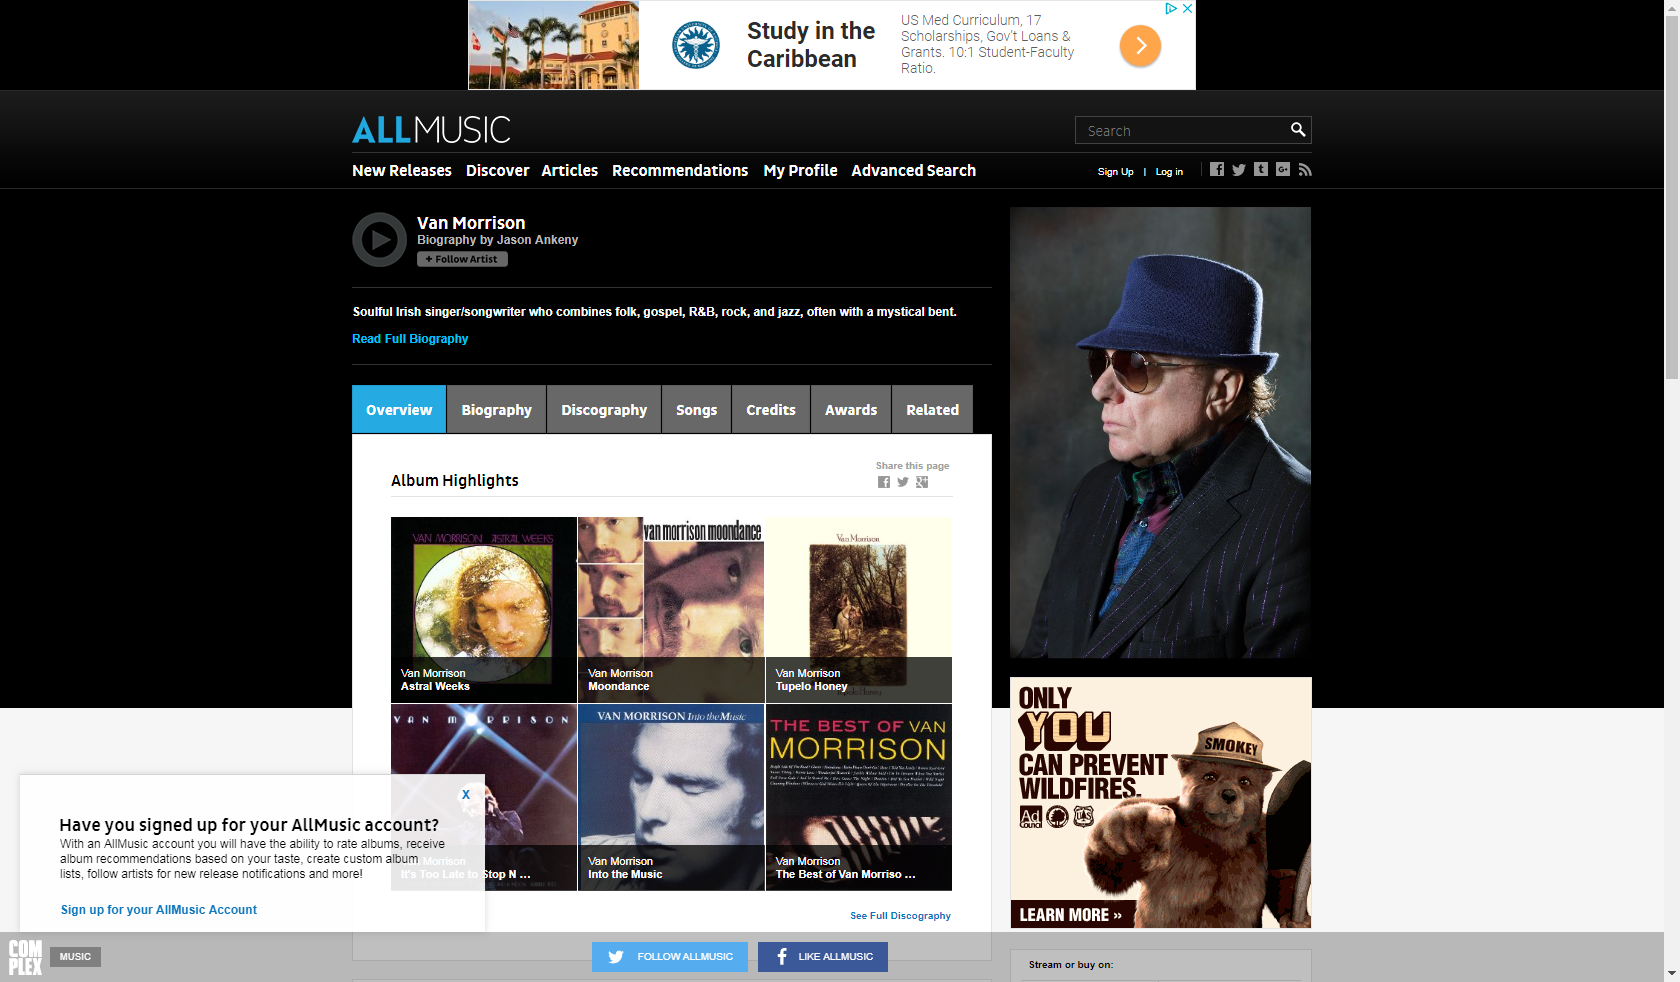 Study in the
Caribbean
US Med Curriculum, 17
Scholarships, Gov't Loans &
Grants. 10:1 Student-Faculty
Ratio.
ALLMUSIC
Search
New Releases Discover Articles Recommendations My Profile Advanced Search
Sign Up | Log in
Van Morrison
Biography by Jason Ankeny
+ Follow Artist
Soulful Irish singer/songwriter who combines folk, gospel, R&B, rock, and jazz, often with a mystical bent.
Read Full Biography
Overview Biography Discography Songs Credits Awards Related
Album Highlights
Share this page
VAN MORRISON ASTRAL WEEKS
van morrison moondance
Van Morrison
Van Morrison
Astral Weeks
Van Morrison
Moondance
Van Morrison
Tupelo Honey
Tupelo Honey
VAN MORRISON
VAN MORRISON Into the Music
THE BEST OF VAN
MORRISON
Morrison
It's Too Late to Stop N ...
Van Morrison
Into the Music
Van Morrison
The Best of Van Morriso ...
See Full Discography
X
Have you signed up for your AllMusic account?
With an AllMusic account you will have the ability to rate albums, receive
album recommendations based on your taste, create custom album
lists, follow artists for new release notifications and more!
Sign up for your AllMusic Account
ONLY
YOU
CAN PREVENT
WILDFIRES.
SMOKEY
Ad
Council
UAS
LEARN MORE »
COM
PLEX
MUSIC
FOLLOW ALLMUSIC
LIKE ALLMUSIC
Stream or buy on: